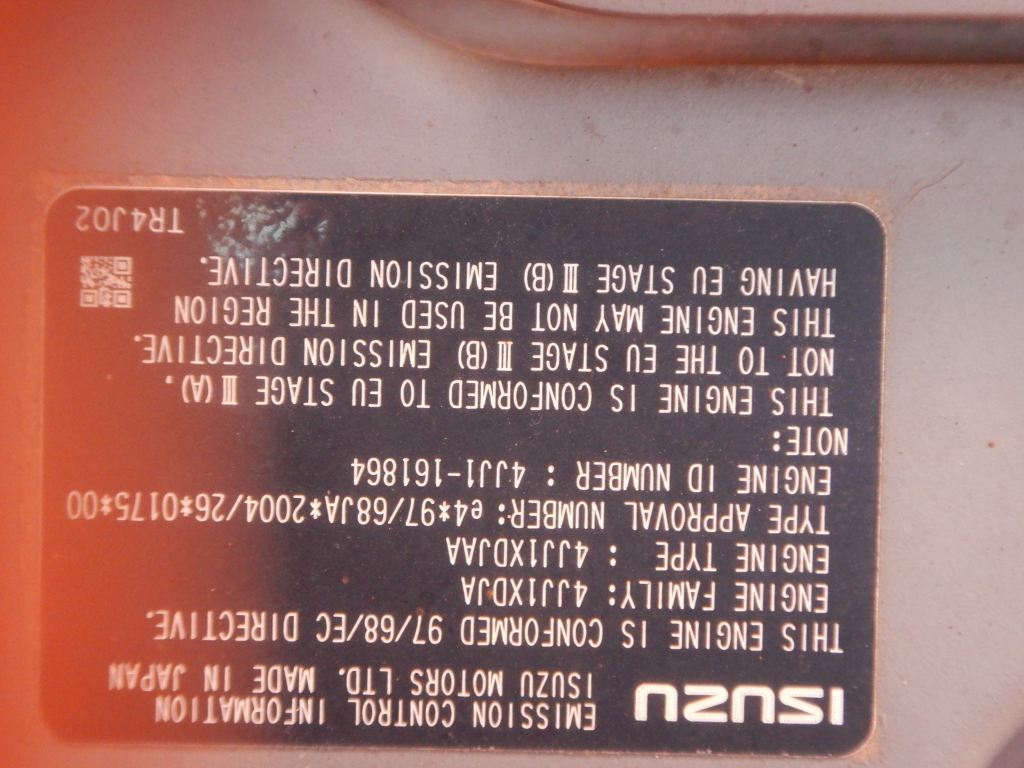 ISUZU
EMISSION CONTROL INFORMATION
ISUZU MOTORS LTD. MADE IN JAPAN
THIS ENGINE IS CONFORMED 97/68/EC DIRECTIVE.
ENGINE FAMILY: 4JJ1XDJA
ENGINE TYPE : 4JJ1XDJAA
TYPE APPROVAL NUMBER: e4*97/68JA*2004/26*0175*00
ENGINE ID NUMBER : 4JJ1-161864
NOTE:
THIS ENGINE IS CONFORMED TO EU STAGE Ⅲ(A).
NOT TO THE EU STAGE Ⅲ(B) EMISSION DIRECTIVE.
THIS ENGINE MAY NOT BE USED IN THE REGION
HAVING EU STAGE Ⅲ(B) EMISSION DIRECTIVE.
TR4J02